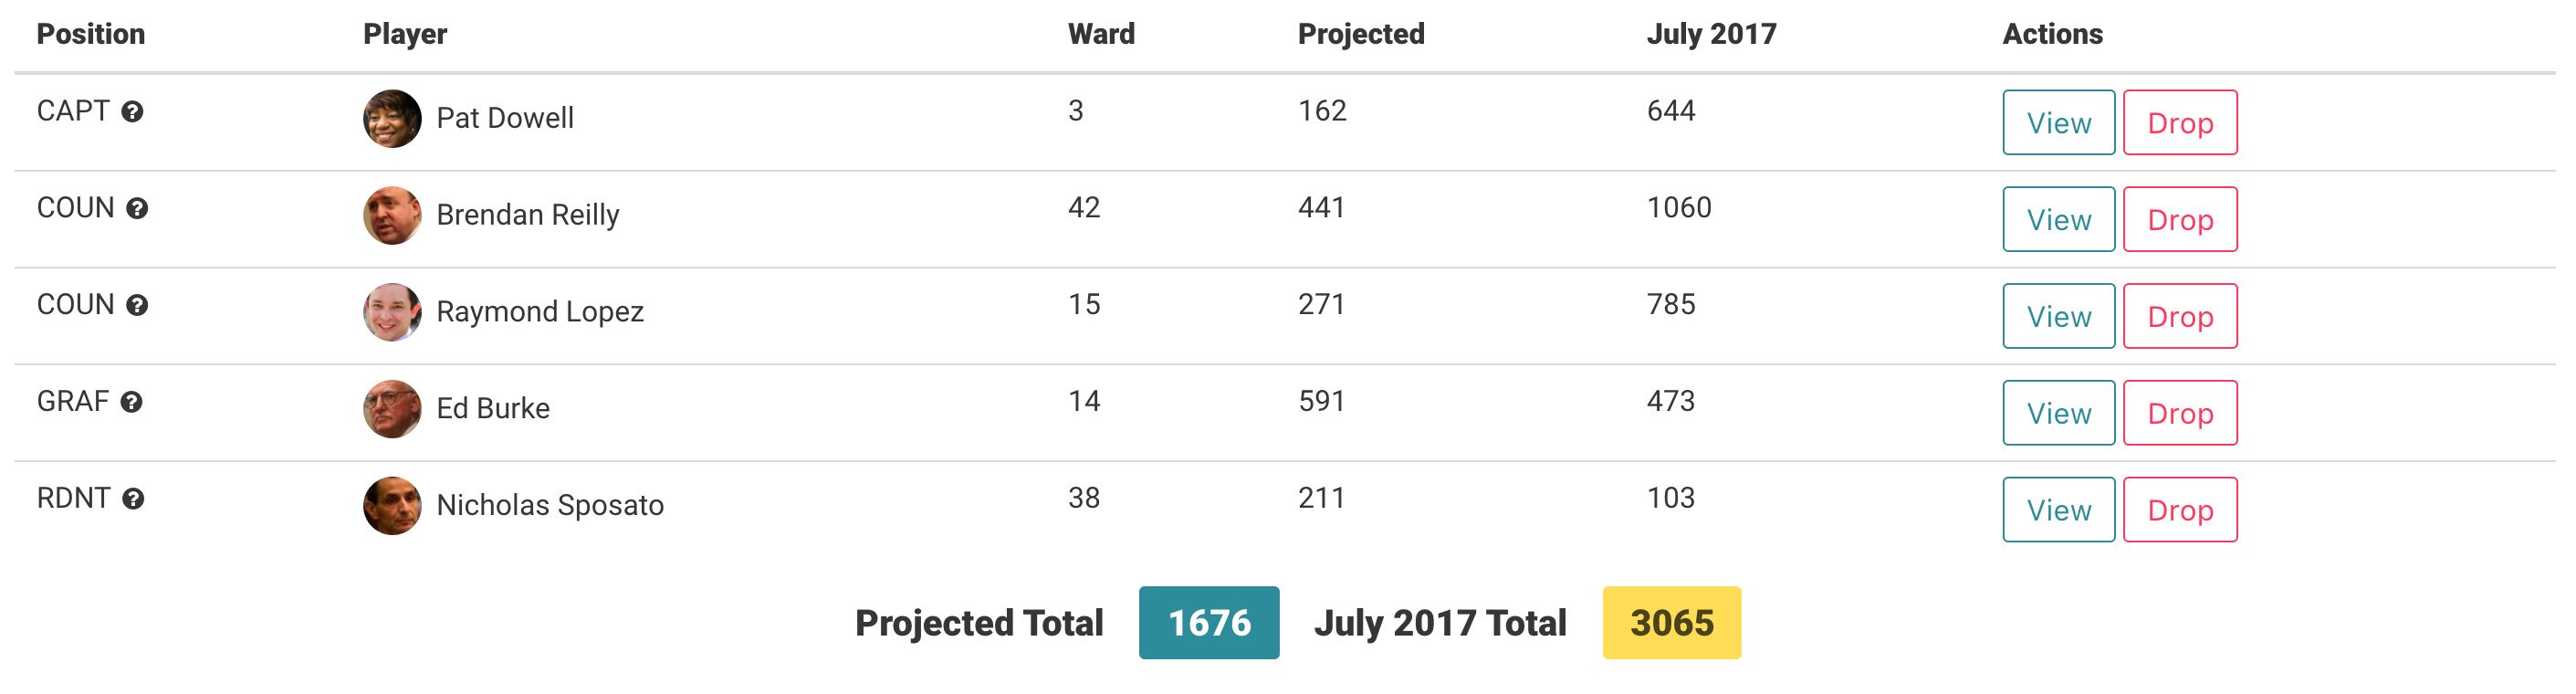 Position Player Ward Projected July 2017 Actions
CAPT ? Pat Dowell 3 162 644 View Drop
COUN ? Brendan Reilly 42 441 1060 View Drop
COUN ? Raymond Lopez 15 271 785 View Drop
GRAF ? Ed Burke 14 591 473 View Drop
RDNT ? Nicholas Sposato 38 211 103 View Drop
Projected Total 1676 July 2017 Total 3065